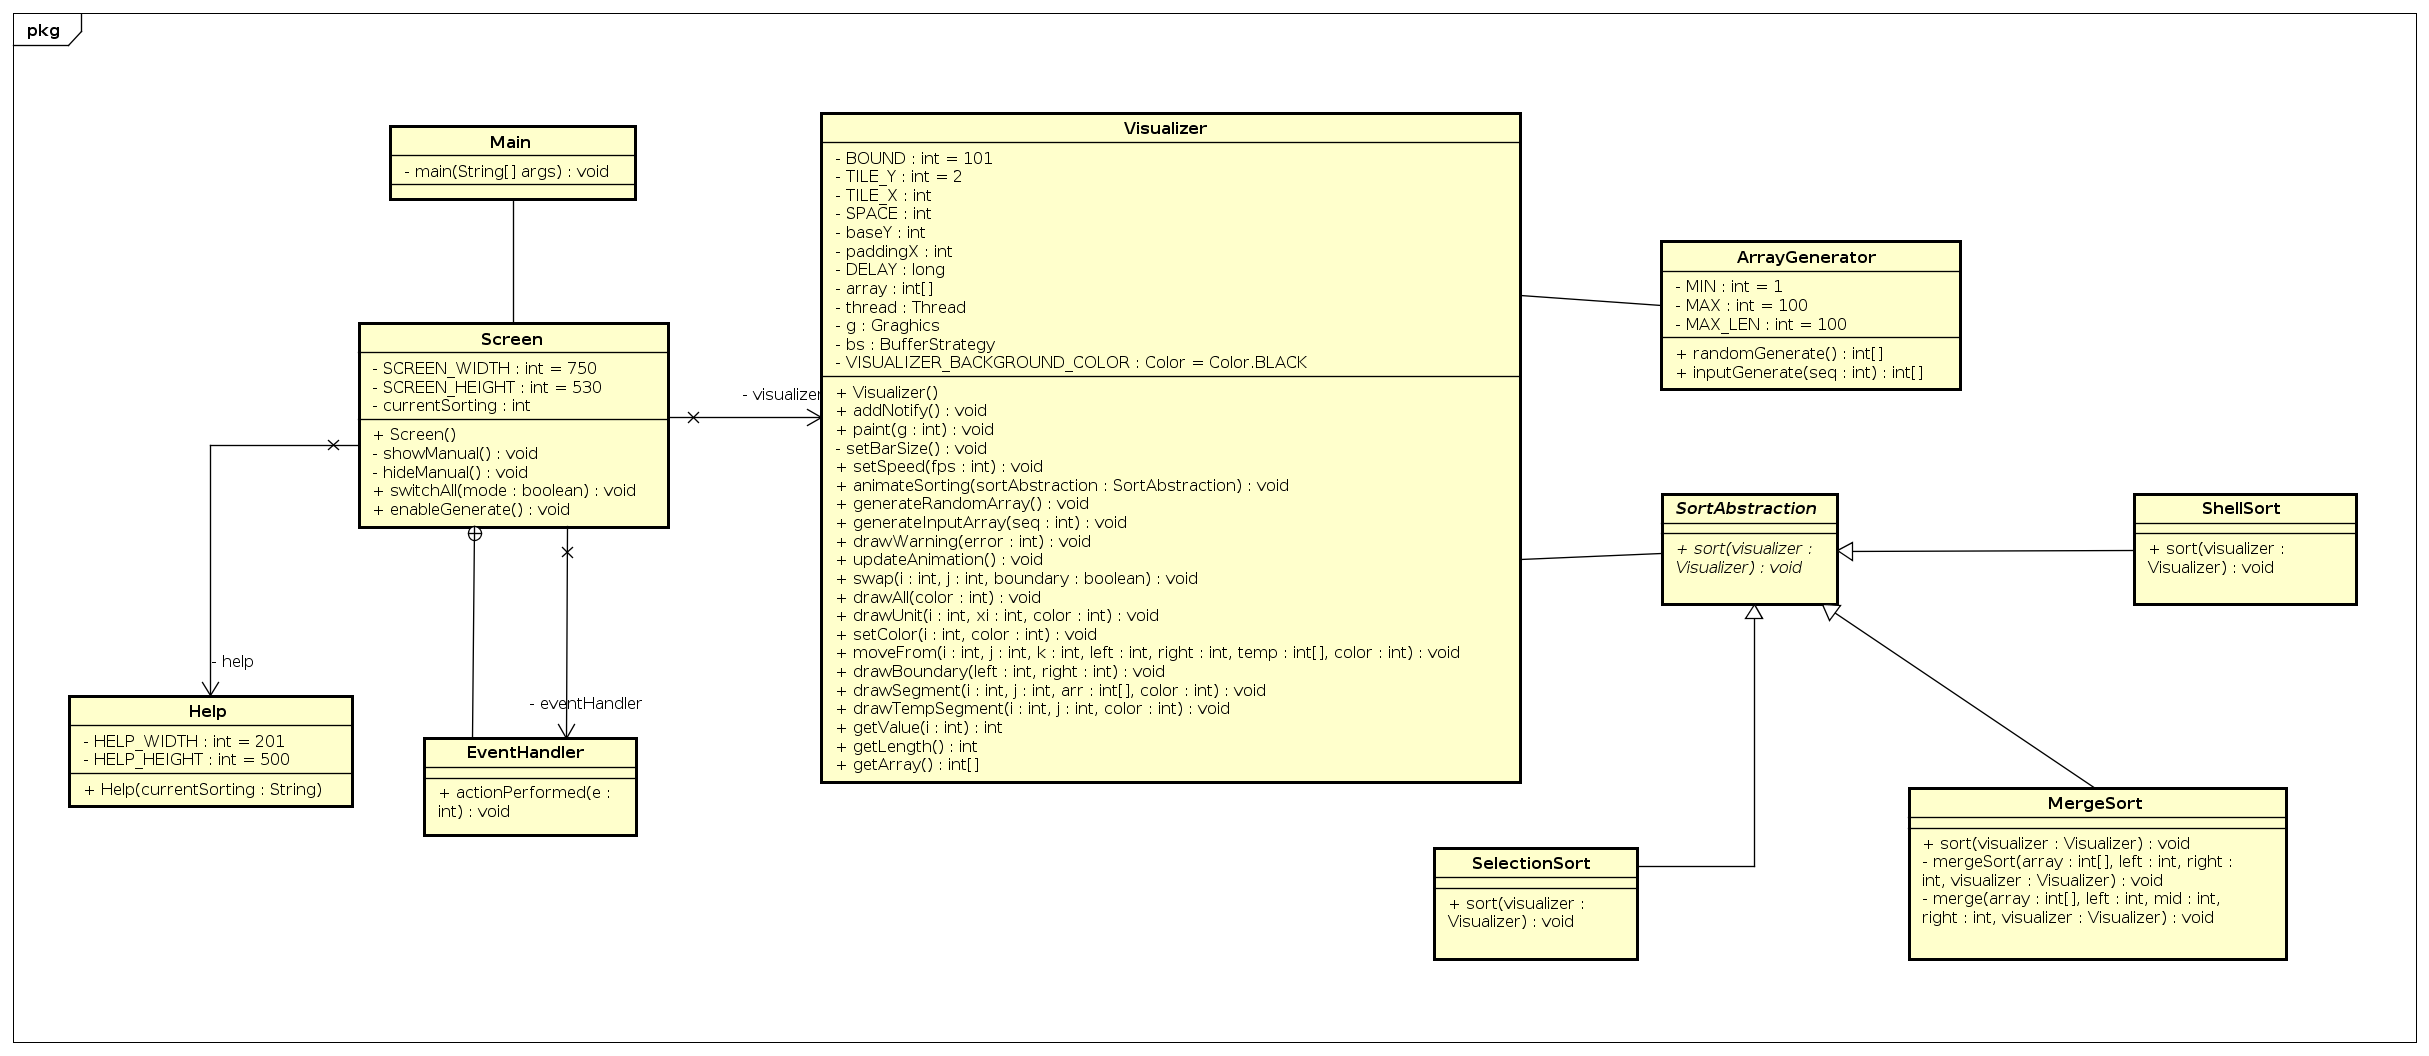 pkg
Main
- main(String[] args) : void
Screen
- SCREEN_WIDTH : int = 750
- SCREEN_HEIGHT : int = 530
- currentSorting : int
+ Screen()
- showManual() : void
- hideManual() : void
+ switchAll(mode : boolean) : void
+ enableGenerate() : void
- visualizer
- help
- eventHandler
Help
- HELP_WIDTH : int = 201
- HELP_HEIGHT : int = 500
+ Help(currentSorting : String)
EventHandler
+ actionPerformed(e :
int) : void
Visualizer
- BOUND : int = 101
- TILE_Y : int = 2
- TILE_X : int
- SPACE : int
- baseY : int
- paddingX : int
- DELAY : long
- array : int[]
- thread : Thread
- g : Graghics
- bs : BufferStrategy
- VISUALIZER_BACKGROUND_COLOR : Color = Color.BLACK
+ Visualizer()
+ addNotify() : void
+ paint(g : int) : void
- setBarSize() : void
+ setSpeed(fps : int) : void
+ animateSorting(sortAbstraction : SortAbstraction) : void
+ generateRandomArray() : void
+ generateInputArray(seq : int) : void
+ drawWarning(error : int) : void
+ updateAnimation() : void
+ swap(i : int, j : int, boundary : boolean) : void
+ drawAll(color : int) : void
+ drawUnit(i : int, xi : int, color : int) : void
+ setColor(i : int, color : int) : void
+ moveFrom(i : int, j : int, k : int, left : int, right : int, temp : int[], color : int) : void
+ drawBoundary(left : int, right : int) : void
+ drawSegment(i : int, j : int, arr : int[], color : int) : void
+ drawTempSegment(i : int, j : int, color : int) : void
+ getValue(i : int) : int
+ getLength() : int
+ getArray() : int[]
ArrayGenerator
- MIN : int = 1
- MAX : int = 100
- MAX_LEN : int = 100
+ randomGenerate() : int[]
+ inputGenerate(seq : int) : int[]
SortAbstraction
+ sort(visualizer :
Visualizer) : void
ShellSort
+ sort(visualizer :
Visualizer) : void
SelectionSort
+ sort(visualizer :
Visualizer) : void
MergeSort
+ sort(visualizer : Visualizer) : void
- mergeSort(array : int[], left : int, right :
int, visualizer : Visualizer) : void
- merge(array : int[], left : int, mid : int,
right : int, visualizer : Visualizer) : void